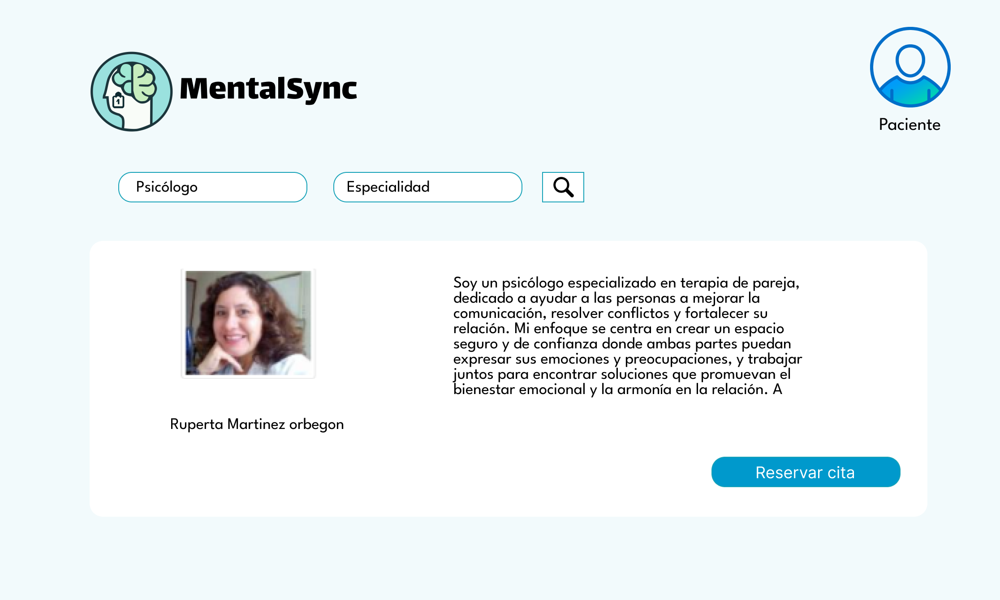 1
MentalSync
Paciente
Psicólogo
Especialidad
Soy un psicólogo especializado en terapia de pareja,
dedicado a ayudar a las personas a mejorar la
comunicación, resolver conflictos y fortalecer su
relación. Mi enfoque se centra en crear un espacio
seguro y de confianza donde ambas partes puedan
expresar sus emociones y preocupaciones, y trabajar
juntos para encontrar soluciones que promuevan el
bienestar emocional y la armonía en la relación. A
Ruperta Martinez orbegon
Reservar cita